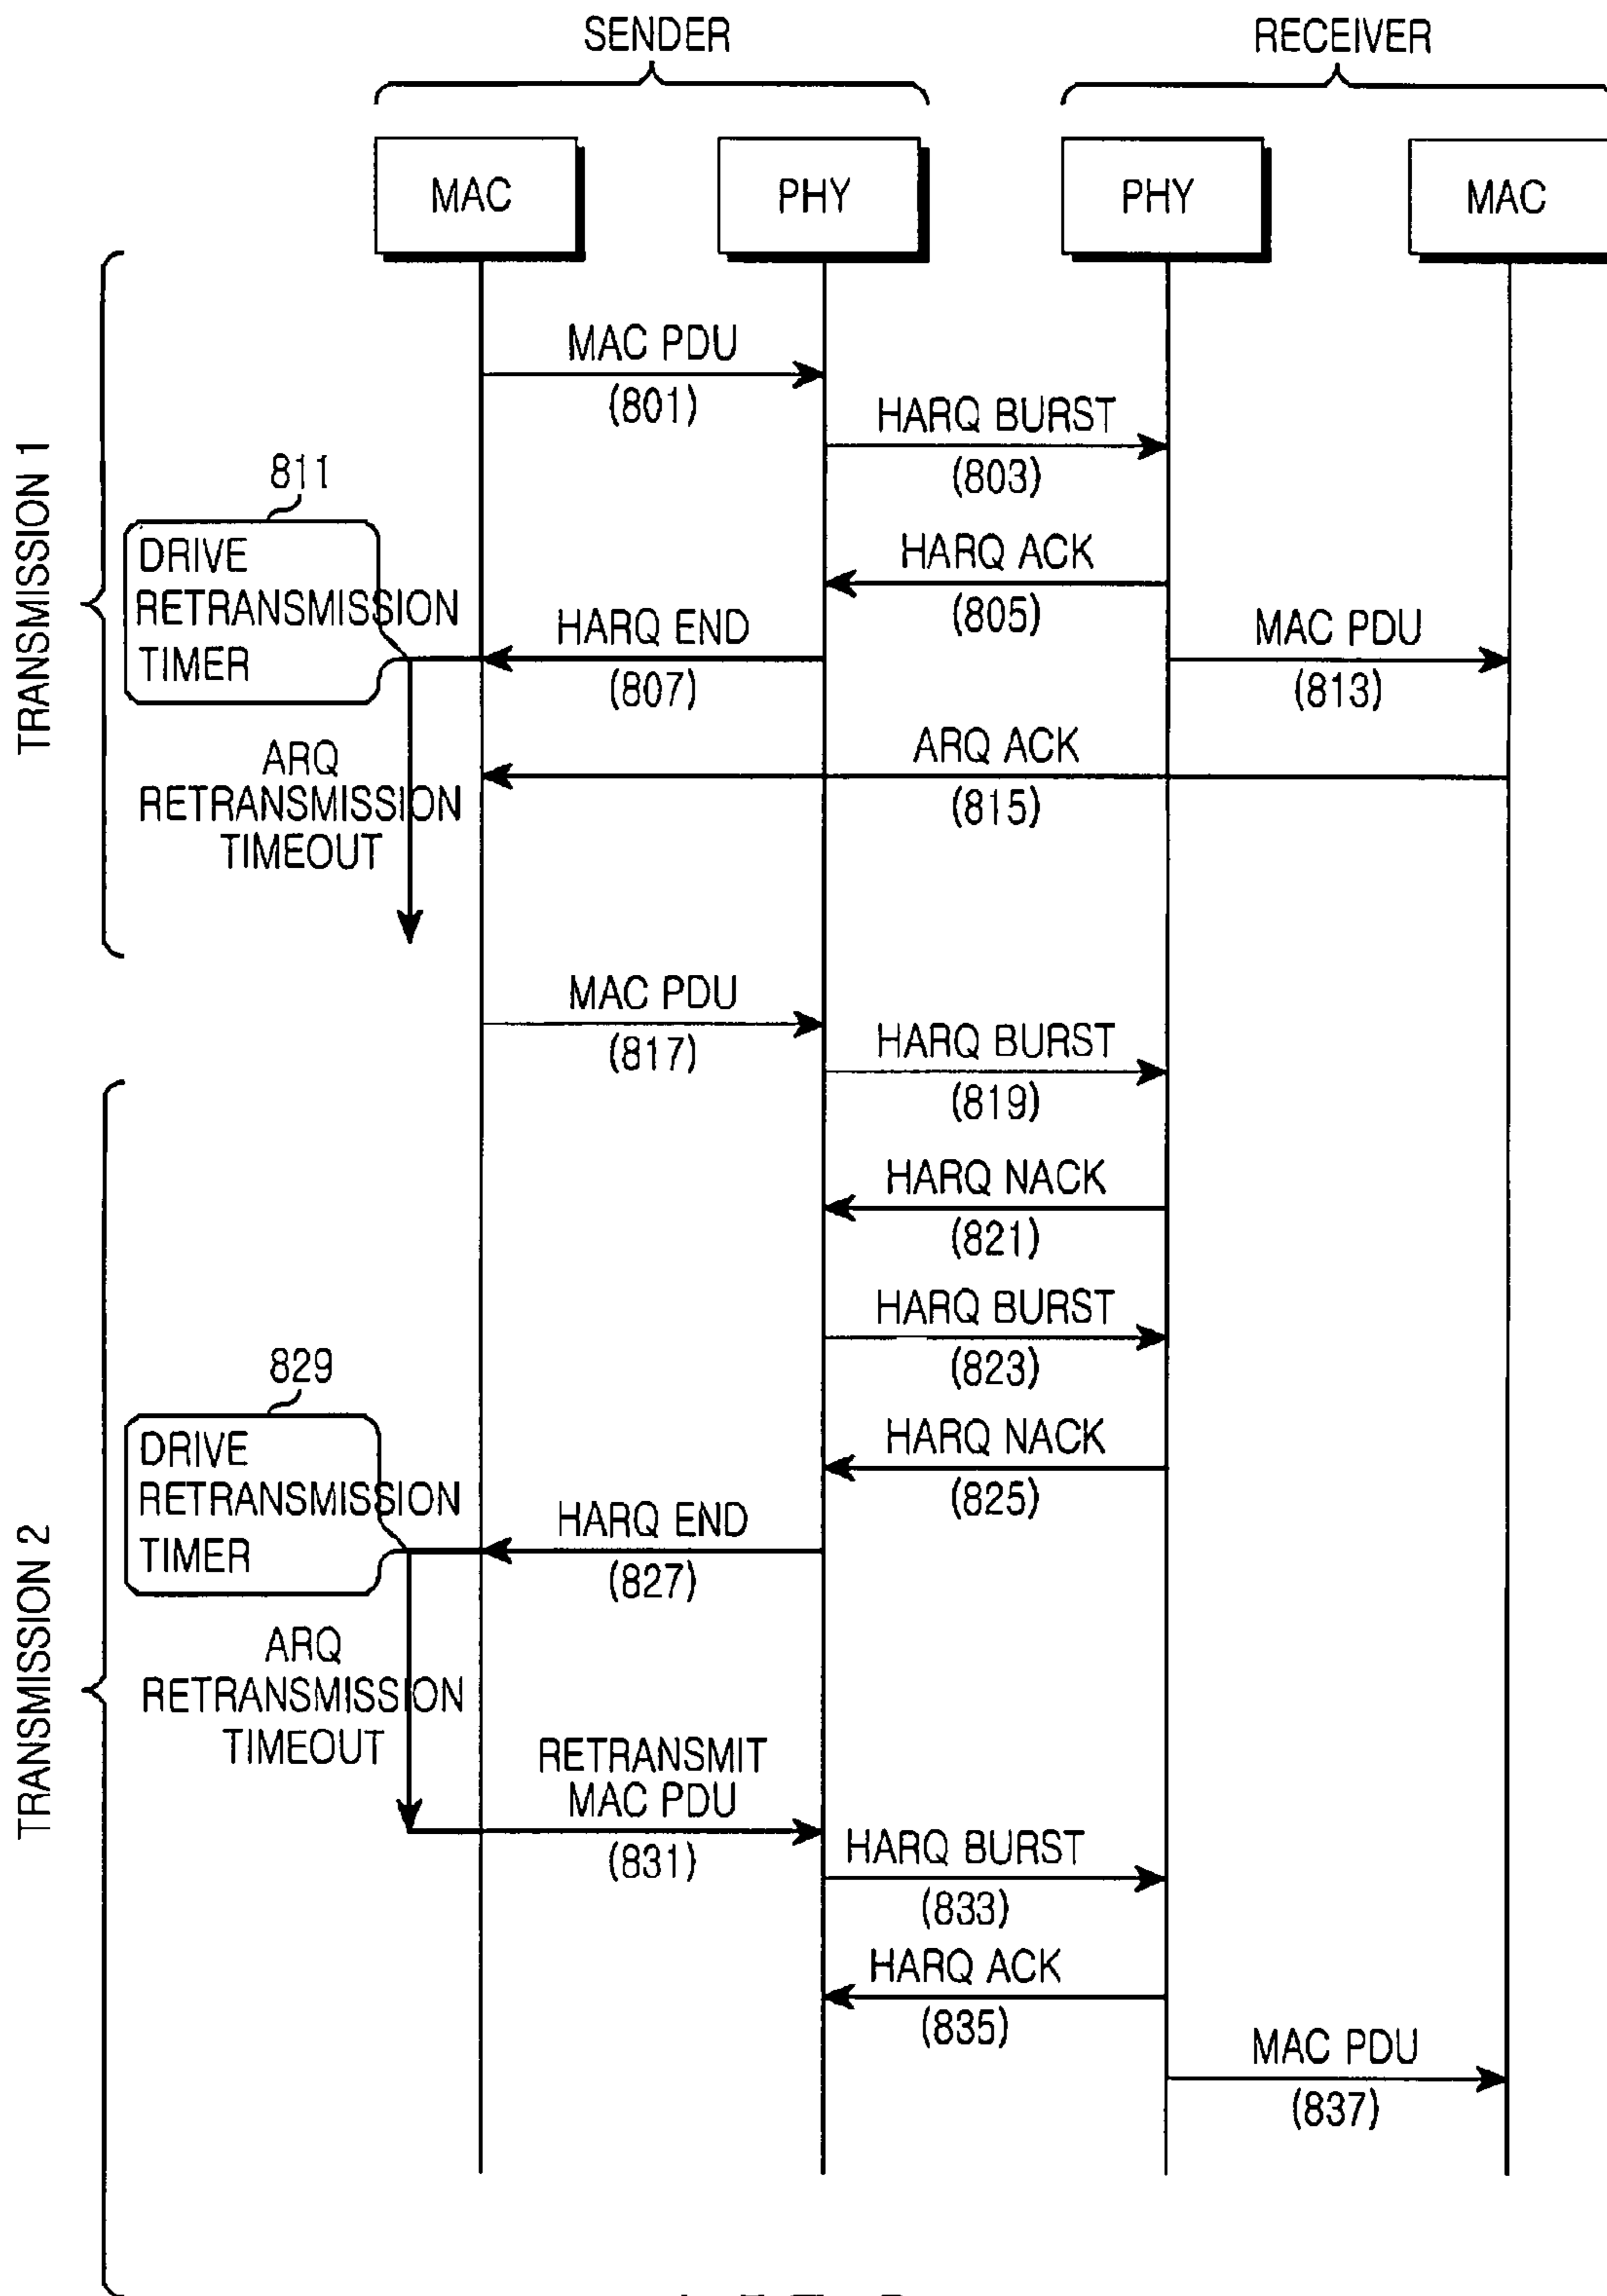 SENDER
RECEIVER
MAC
PHY
PHY
MAC
TRANSMISSION 1
MAC PDU
(801)
HARQ BURST
(803)
811
DRIVE
RETRANSMISSION
TIMER
HARQ ACK
(805)
HARQ END
(807)
MAC PDU
(813)
ARQ
RETRANSMISSION
TIMEOUT
ARQ ACK
(815)
MAC PDU
(817)
HARQ BURST
(819)
TRANSMISSION 2
HARQ NACK
(821)
HARQ BURST
(823)
829
DRIVE
RETRANSMISSION
TIMER
HARQ NACK
(825)
HARQ END
(827)
ARQ
RETRANSMISSION
TIMEOUT
RETRANSMIT
MAC PDU
(831)
HARQ BURST
(833)
HARQ ACK
(835)
MAC PDU
(837)